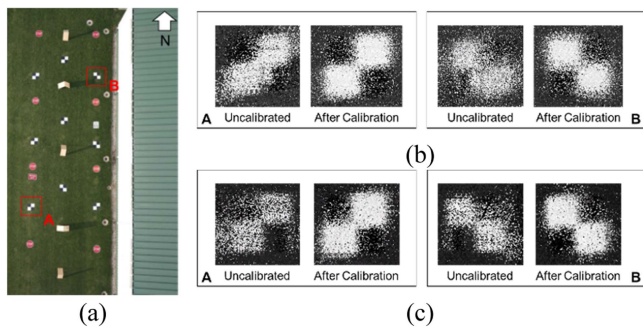 N
B
A
A Uncalibrated After Calibration
Uncalibrated After Calibration B
(b)
A Uncalibrated After Calibration
Uncalibrated After Calibration B
(a)
(c)